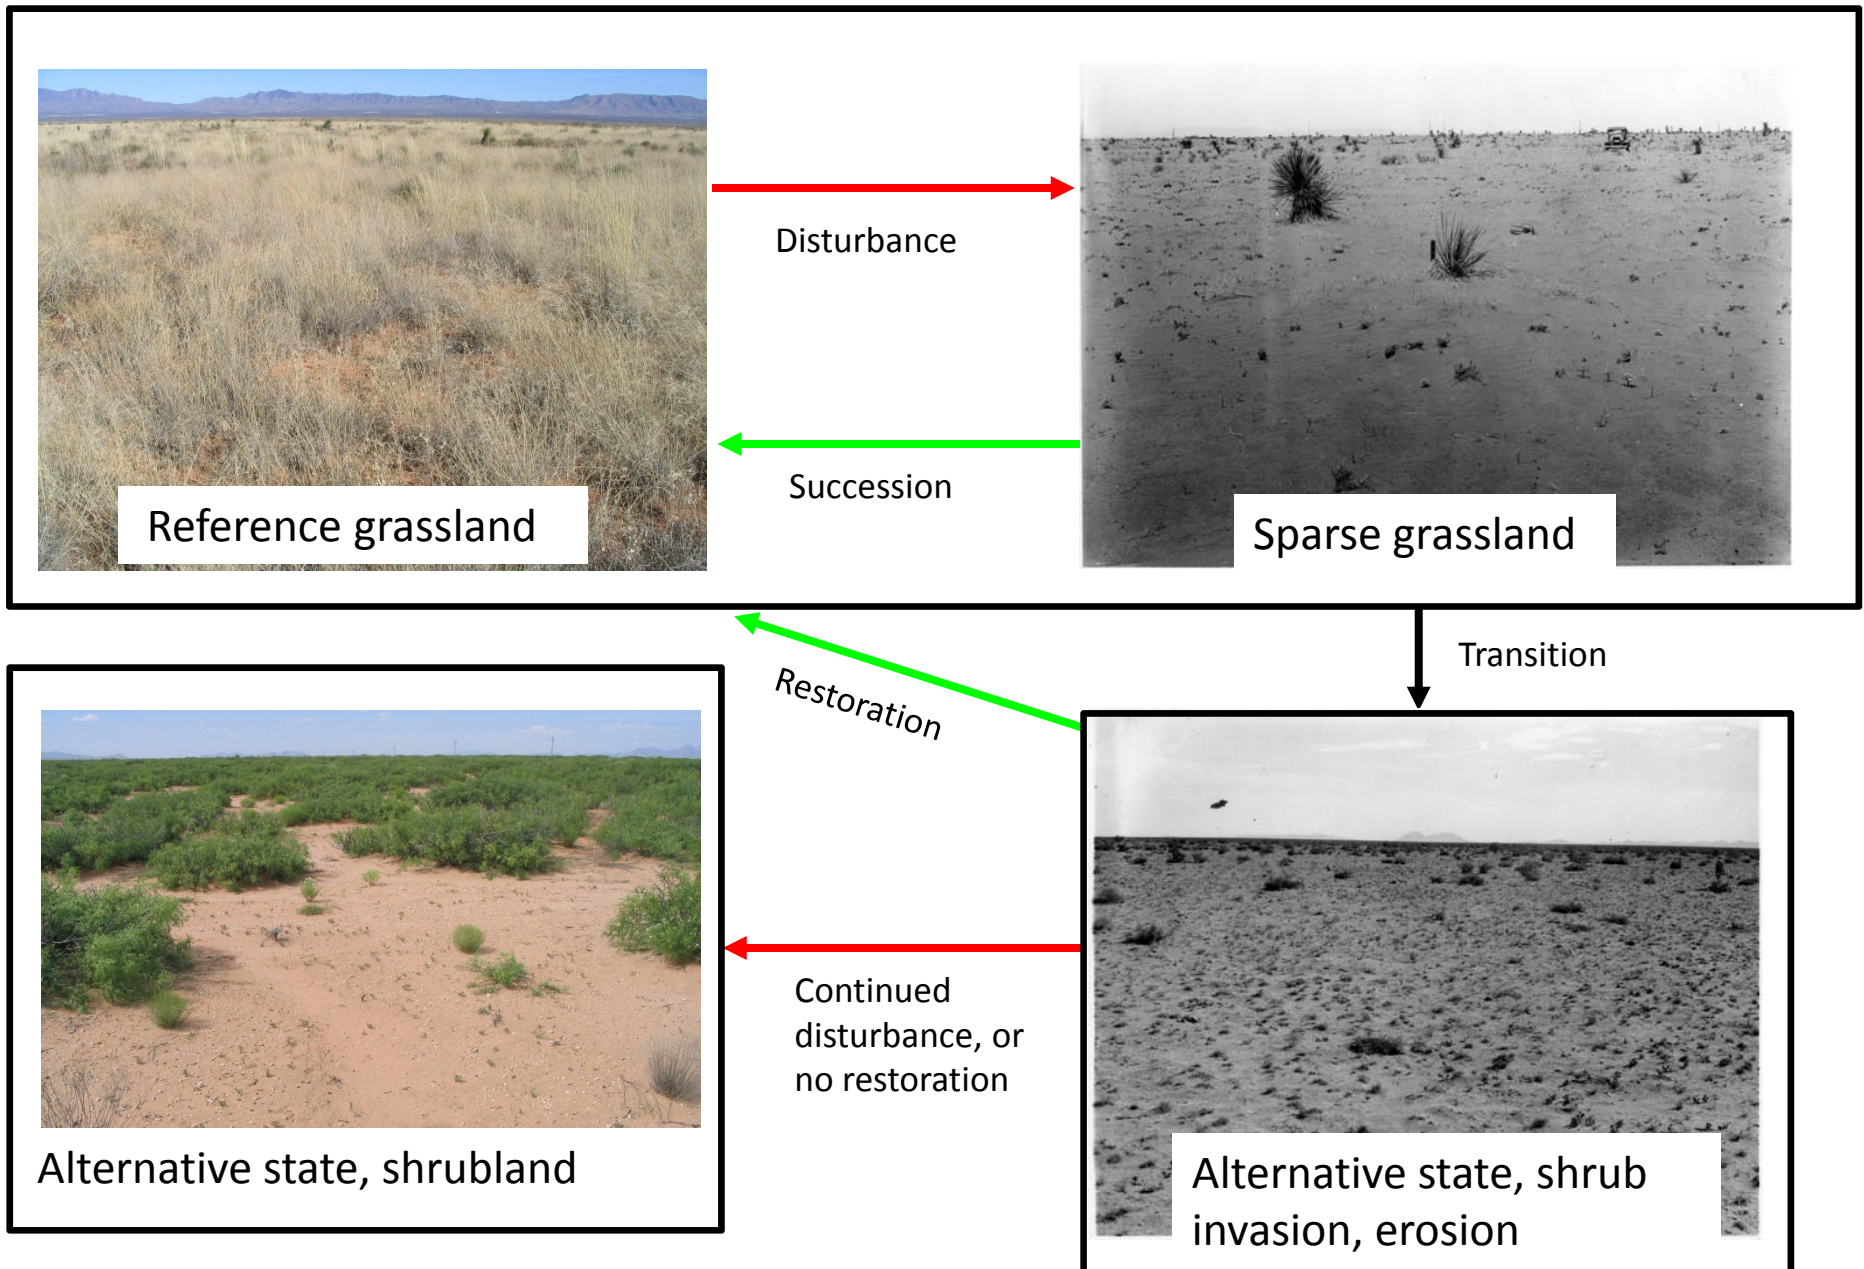 Disturbance
Succession
Reference grassland
Sparse grassland
Transition
Restoration
Continued
disturbance, or
no restoration
Alternative state, shrubland
Alternative state, shrub
invasion, erosion